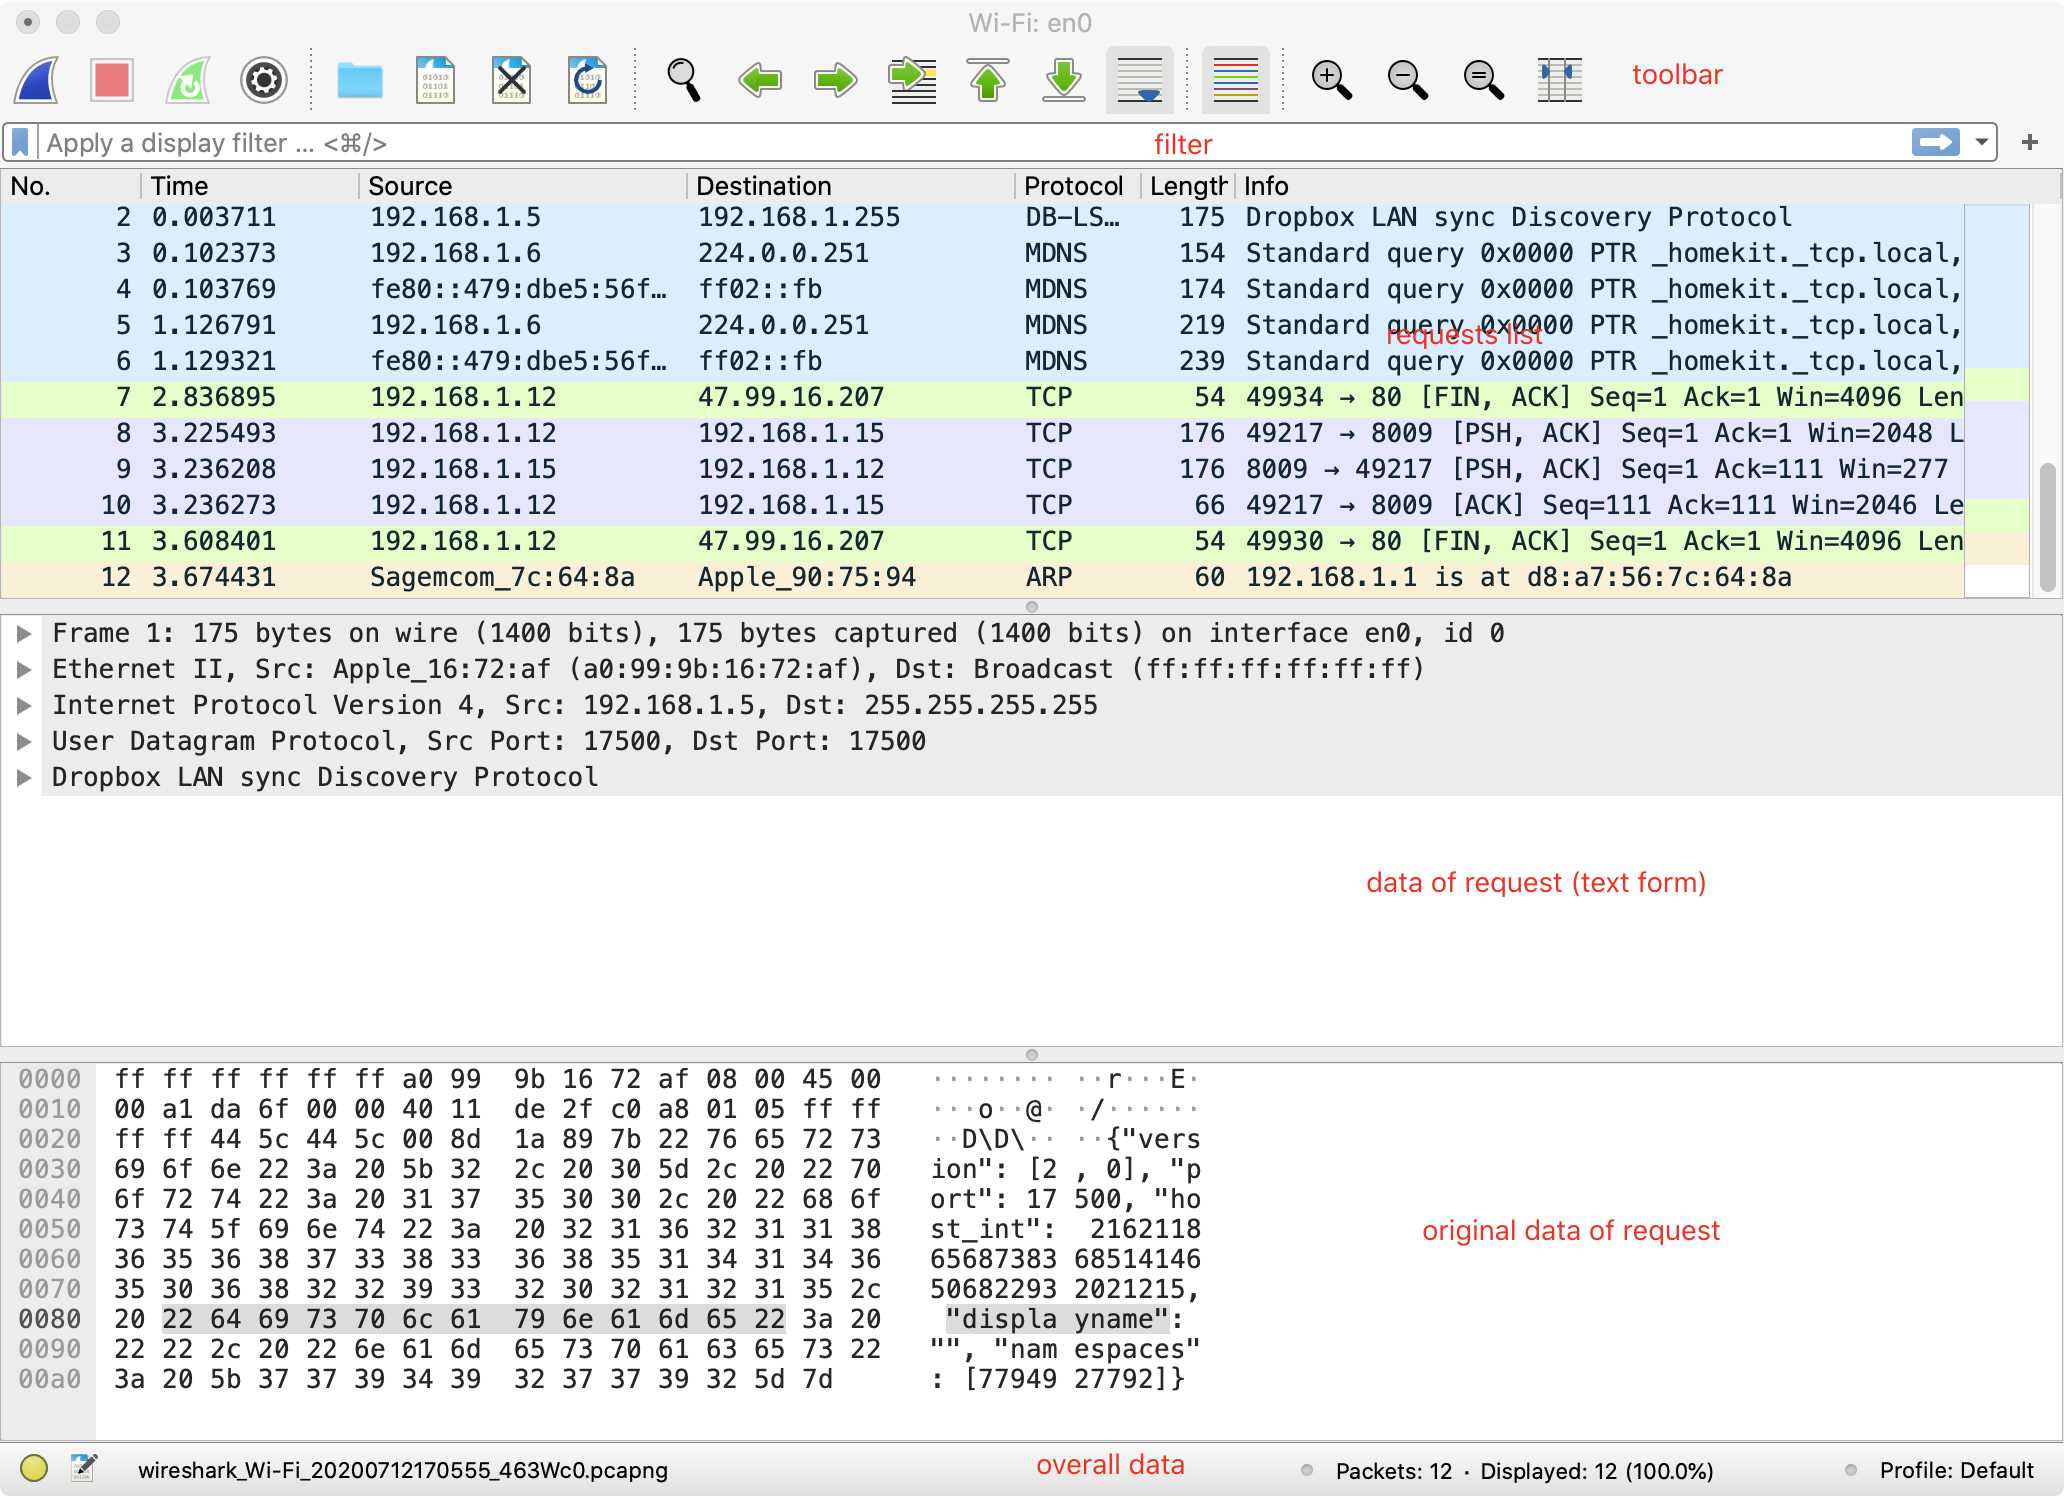 Wi-Fi: en0
toolbar
Apply a display filter ... <⌘/> filter
No. Time Source Destination Protocol Length Info
2 0.003711 192.168.1.5 192.168.1.255 DB-LS… 175 Dropbox LAN sync Discovery Protocol
3 0.102373 192.168.1.6 224.0.0.251 MDNS 154 Standard query 0x0000 PTR _homekit._tcp.local,
4 0.103769 fe80::479:dbe5:56f… ff02::fb MDNS 174 Standard query 0x0000 PTR _homekit._tcp.local,
5 1.126791 192.168.1.6 224.0.0.251 MDNS 219 Standard query 0x0000 PTR _homekit._tcp.local,
requests list
6 1.129321 fe80::479:dbe5:56f… ff02::fb MDNS 239 Standard query 0x0000 PTR _homekit._tcp.local,
7 2.836895 192.168.1.12 47.99.16.207 TCP 54 49934 → 80 [FIN, ACK] Seq=1 Ack=1 Win=4096 Len
8 3.225493 192.168.1.12 192.168.1.15 TCP 176 49217 → 8009 [PSH, ACK] Seq=1 Ack=1 Win=2048 L
9 3.236208 192.168.1.15 192.168.1.12 TCP 176 8009 → 49217 [PSH, ACK] Seq=1 Ack=111 Win=277
10 3.236273 192.168.1.12 192.168.1.15 TCP 66 49217 → 8009 [ACK] Seq=111 Ack=111 Win=2046 Le
11 3.608401 192.168.1.12 47.99.16.207 TCP 54 49930 → 80 [FIN, ACK] Seq=1 Ack=1 Win=4096 Len
12 3.674431 Sagemcom_7c:64:8a Apple_90:75:94 ARP 60 192.168.1.1 is at d8:a7:56:7c:64:8a
Frame 1: 175 bytes on wire (1400 bits), 175 bytes captured (1400 bits) on interface en0, id 0
Ethernet II, Src: Apple_16:72:af (a0:99:9b:16:72:af), Dst: Broadcast (ff:ff:ff:ff:ff:ff)
Internet Protocol Version 4, Src: 192.168.1.5, Dst: 255.255.255.255
User Datagram Protocol, Src Port: 17500, Dst Port: 17500
Dropbox LAN sync Discovery Protocol
data of request (text form)
0000 ff ff ff ff ff ff a0 99 9b 16 72 af 08 00 45 00 ········ ··r···E·
0010 00 a1 da 6f 00 00 40 11 de 2f c0 a8 01 05 ff ff ···o··@· ·/······
0020 ff ff 44 5c 44 5c 00 8d 1a 89 7b 22 76 65 72 73 ··D\D\·· ··{"vers
0030 69 6f 6e 22 3a 20 5b 32 2c 20 30 5d 2c 20 22 70 ion": [2 , 0], "p
0040 6f 72 74 22 3a 20 31 37 35 30 30 2c 20 22 68 6f ort": 17 500, "ho
0050 73 74 5f 69 6e 74 22 3a 20 32 31 36 32 31 31 38 st_int": 2162118
0060 36 35 36 38 37 33 38 33 36 38 35 31 34 31 34 36 65687383 68514146
0070 35 30 36 38 32 32 39 33 32 30 32 31 32 31 35 2c 50682293 2021215,
0080 20 22 64 69 73 70 6c 61 79 6e 61 6d 65 22 3a 20 "displa yname":
0090 22 22 2c 20 22 6e 61 6d 65 73 70 61 63 65 73 22 "", "nam espaces"
00a0 3a 20 5b 37 37 39 34 39 32 37 37 39 32 5d 7d : [77949 27792]}
original data of request
wireshark_Wi-Fi_20200712170555_463Wc0.pcapng overall data Packets: 12 · Displayed: 12 (100.0%) Profile: Default